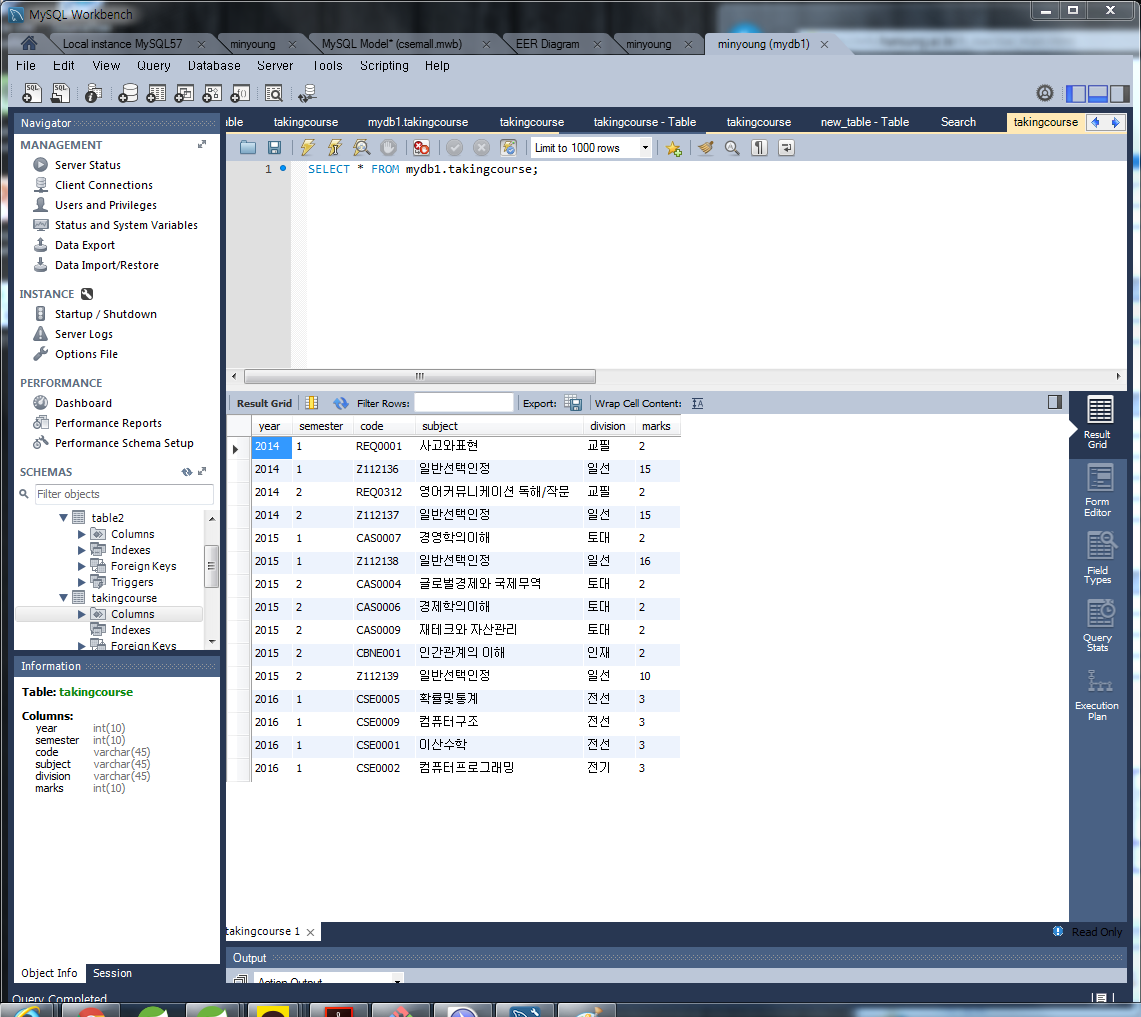 MySQL Workbench
Local instance MySQL57 minyoung MySQL Model* (csemall.mwb) EER Diagram minyoung minyoung (mydb1)
File Edit View Query Database Server Tools Scripting Help
Navigator
MANAGEMENT
Server Status
Client Connections
Users and Privileges
Status and System Variables
Data Export
Data Import/Restore
INSTANCE
Startup / Shutdown
Server Logs
Options File
PERFORMANCE
Dashboard
Performance Reports
Performance Schema Setup
SCHEMAS
Filter objects
table2
Columns
Indexes
Foreign Keys
Triggers
takingcourse
Columns
Indexes
Foreign Keys
Information
Table: takingcourse
Columns:
year int(10)
semester int(10)
code varchar(45)
subject varchar(45)
division varchar(45)
marks int(10)
Object Info Session
Query Completed
able takingcourse mydb1.takingcourse takingcourse takingcourse - Table takingcourse new_table - Table Search takingcourse
Limit to 1000 rows
1 SELECT * FROM mydb1.takingcourse;
Result Grid Filter Rows: Export: Wrap Cell Content:
year semester code subject division marks
2014 1 REQ0001 사고와표현 교필 2
2014 1 Z112136 일반선택인정 일선 15
2014 2 REQ0312 영어커뮤니케이션 독해/작문 교필 2
2014 2 Z112137 일반선택인정 일선 15
2015 1 CAS0007 경영학의이해 토대 2
2015 1 Z112138 일반선택인정 일선 16
2015 2 CAS0004 글로벌경제와 국제무역 토대 2
2015 2 CAS0006 경제학의이해 토대 2
2015 2 CAS0009 재테크와 자산관리 토대 2
2015 2 CBNE001 인간관계의 이해 인재 2
2015 2 Z112139 일반선택인정 일선 10
2016 1 CSE0005 확률및통계 전선 3
2016 1 CSE0009 컴퓨터구조 전선 3
2016 1 CSE0001 이산수학 전선 3
2016 1 CSE0002 컴퓨터프로그래밍 전기 3
Result
Grid
Form
Editor
Field
Types
Query
Stats
Execution
Plan
takingcourse 1
Read Only
Output
Action Output